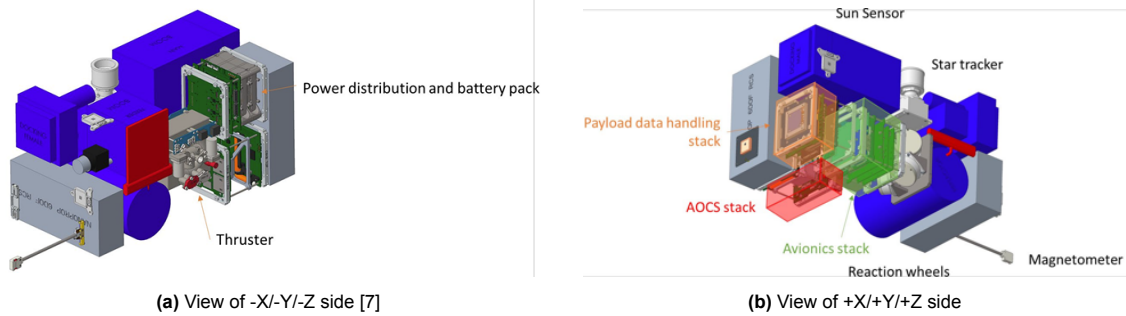 Sun Sensor
Star tracker
Power distribution and battery pack
Payload data handling
stack
AOCS stack
Thruster
Avionics stack
Magnetometer
Reaction wheels
(a) View of -X/-Y/-Z side [7]
(b) View of +X/+Y/+Z side